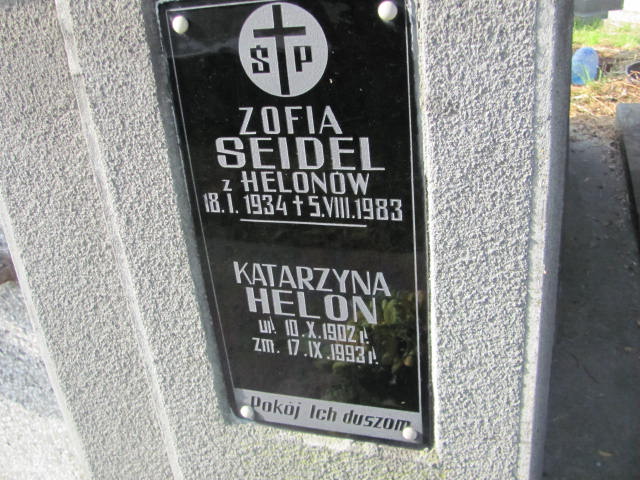 Ś P
ZOFIA
SEIDEL
z HELONÓW
18.I.1934 † 5.VIII.1983
KATARZYNA
HELON
ur. 10.X.1902 r.
zm. 17.IX.1993 r.
Pokój Ich duszom